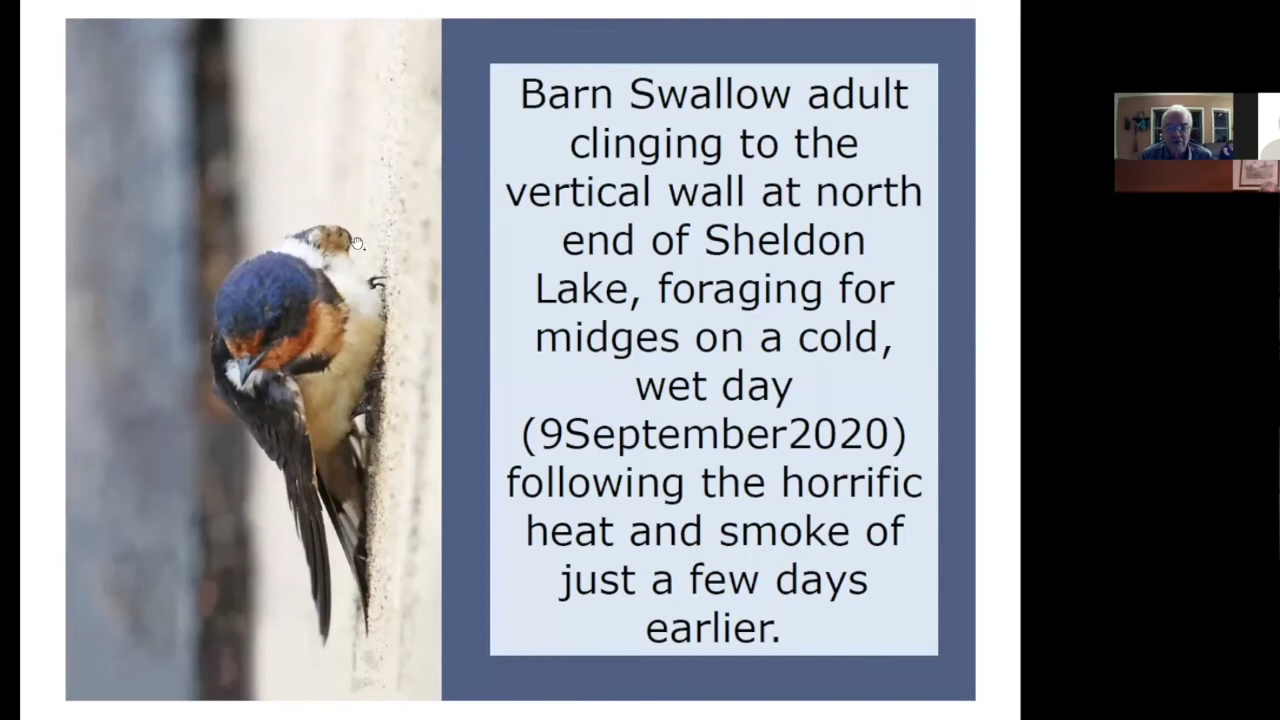 Barn Swallow adult
clinging to the
vertical wall at north
end of Sheldon
Lake, foraging for
midges on a cold,
wet day
(9September2020)
following the horrific
heat and smoke of
just a few days
earlier.